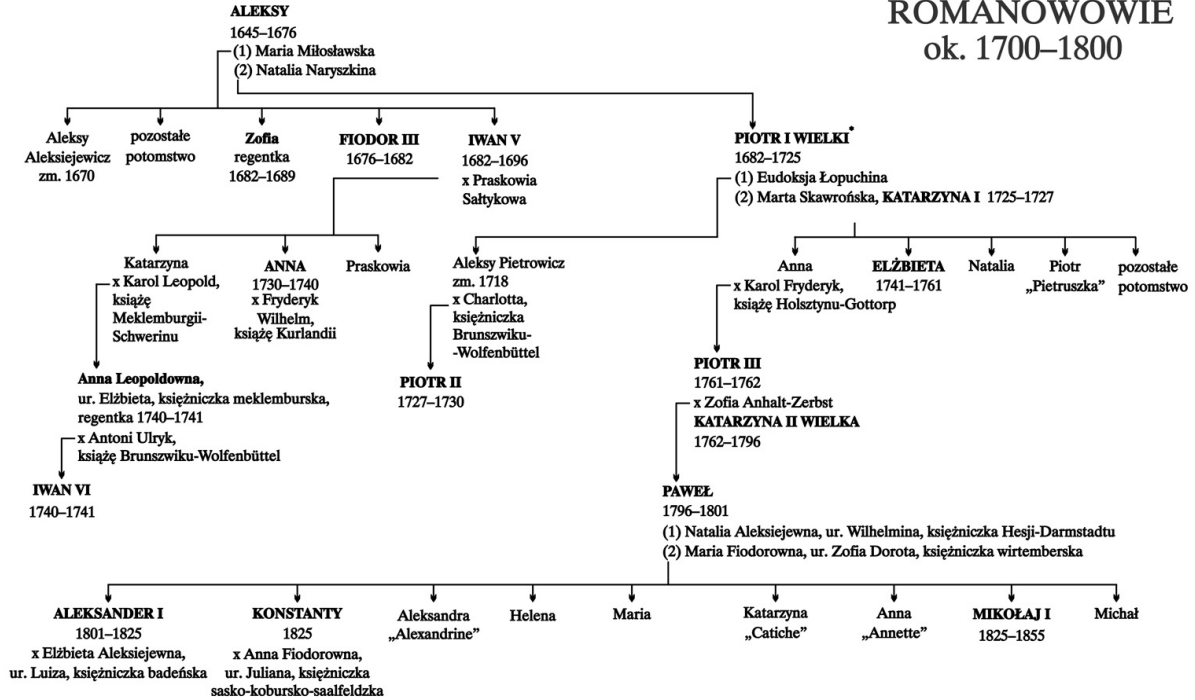 ROMANOWOWIE
ok. 1700–1800
ALEKSY
1645–1676
(1) Maria Miłosławska
(2) Natalia Naryszkina
Aleksy
Aleksiejewicz
zm. 1670
pozostałe
potomstwo
Zofia
regentka
1682–1689
FIODOR III
1676–1682
IWAN V
1682–1696
x Praskowia
Sałtykowa
PIOTR I WIELKI*
1682–1725
(1) Eudoksja Łopuchina
(2) Marta Skawrońska, KATARZYNA I 1725–1727
Katarzyna
x Karol Leopold,
książę
Meklemburgii-
Schwerinu
ANNA
1730–1740
x Fryderyk
Wilhelm,
książę Kurlandii
Praskowia
Aleksy Pietrowicz
zm. 1718
x Charlotta,
księżniczka
Brunszwiku-
-Wolfenbüttel
Anna
x Karol Fryderyk,
książę Holsztynu-Gottorp
ELŻBIETA
1741–1761
Natalia
Piotr
„Pietruszka”
pozostałe
potomstwo
Anna Leopoldowna,
ur. Elżbieta, księżniczka meklemburska,
regentka 1740–1741
x Antoni Ulryk,
książę Brunszwiku-Wolfenbüttel
PIOTR II
1727–1730
PIOTR III
1761–1762
x Zofia Anhalt-Zerbst
KATARZYNA II WIELKA
1762–1796
IWAN VI
1740–1741
PAWEŁ
1796–1801
(1) Natalia Aleksiejewna, ur. Wilhelmina, księżniczka Hesji-Darmstadtu
(2) Maria Fiodorowna, ur. Zofia Dorota, księżniczka wirtemberska
ALEKSANDER I
1801–1825
x Elżbieta Aleksiejewna,
ur. Luiza, księżniczka badeńska
KONSTANTY
1825
x Anna Fiodorowna,
ur. Juliana, księżniczka
sasko-kobursko-saalfeldzka
Aleksandra
„Alexandrine”
Helena
Maria
Katarzyna
„Catiche”
Anna
„Annette”
MIKOŁAJ I
1825–1855
Michał